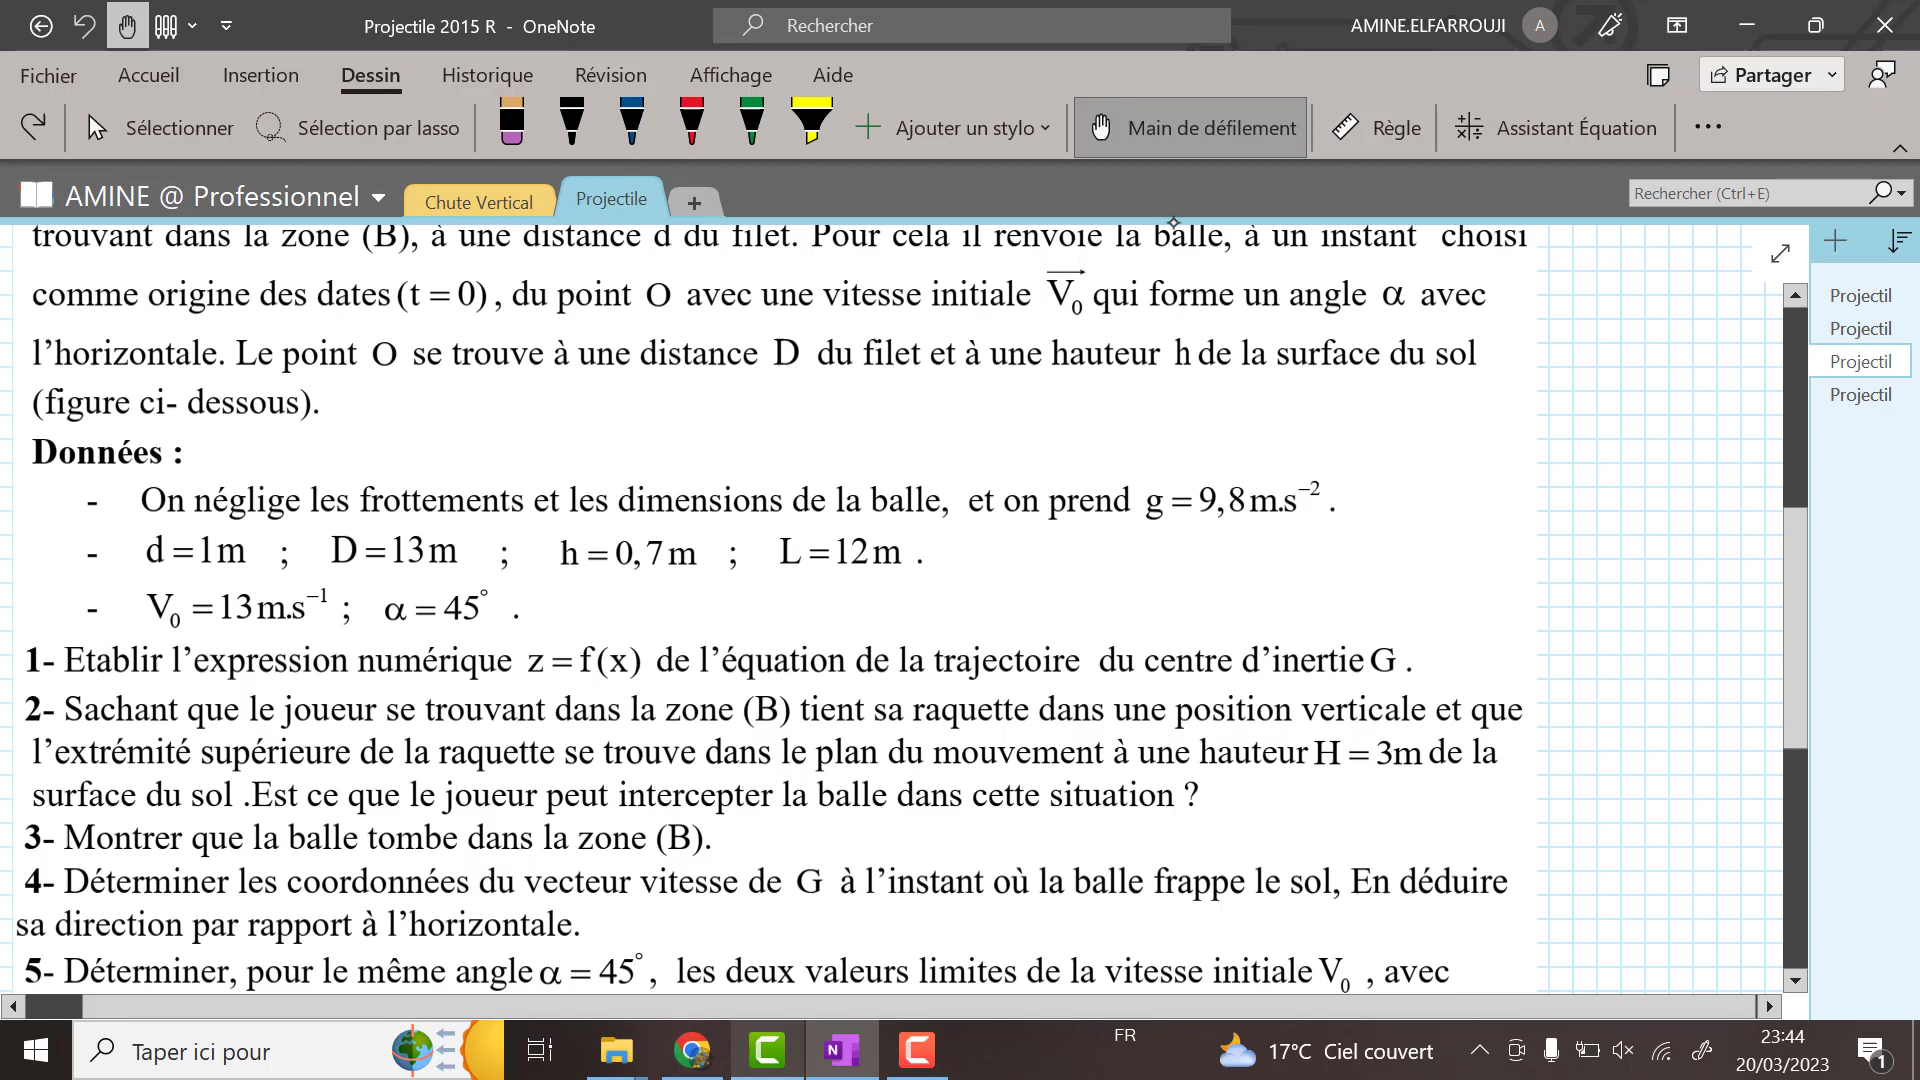 Projectile 2015 R - OneNote
Rechercher
AMINE.ELFARROUJI
A
Fichier
Accueil
Insertion
Dessin
Historique
Révision
Affichage
Aide
Partager
Sélectionner
Sélection par lasso
Ajouter un stylo
Main de défilement
Règle
Assistant Équation
AMINE @ Professionnel
Chute Vertical
Projectile
Rechercher (Ctrl+E)
trouvant dans la zone (B), à une distance d du filet. Pour cela il renvoie la balle, à un instant choisi
comme origine des dates (t = 0), du point O avec une vitesse initiale V₀ qui forme un angle α avec
l'horizontale. Le point O se trouve à une distance D du filet et à une hauteur h de la surface du sol
(figure ci- dessous).
Données :
- On néglige les frottements et les dimensions de la balle, et on prend g = 9,8 m.s⁻² .
- d = 1 m ; D = 13 m ; h = 0,7 m ; L = 12 m .
- V₀ = 13 m.s⁻¹ ; α = 45° .
1- Etablir l'expression numérique z = f(x) de l'équation de la trajectoire du centre d'inertie G .
2- Sachant que le joueur se trouvant dans la zone (B) tient sa raquette dans une position verticale et que
l'extrémité supérieure de la raquette se trouve dans le plan du mouvement à une hauteur H = 3m de la
surface du sol .Est ce que le joueur peut intercepter la balle dans cette situation ?
3- Montrer que la balle tombe dans la zone (B).
4- Déterminer les coordonnées du vecteur vitesse de G à l'instant où la balle frappe le sol, En déduire
sa direction par rapport à l'horizontale.
5- Déterminer, pour le même angle α = 45°, les deux valeurs limites de la vitesse initiale V₀ , avec
Projectil
Projectil
Projectil
Projectil
Taper ici pour
FR
17°C Ciel couvert
23:44
20/03/2023
1